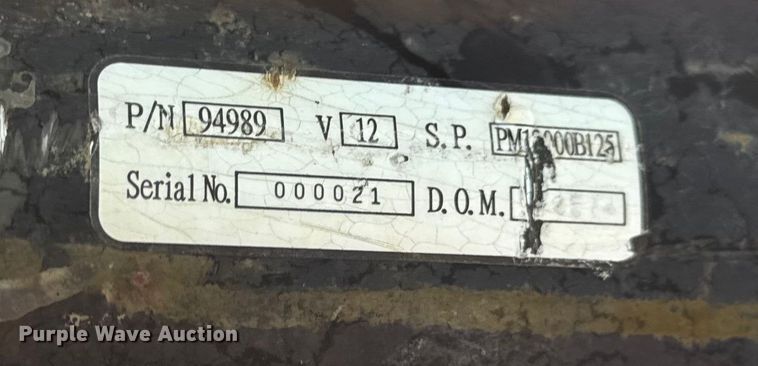 P/N 94989 V 12 S.P.
Serial No. 000021 D.O.M.
Purple Wave Auction